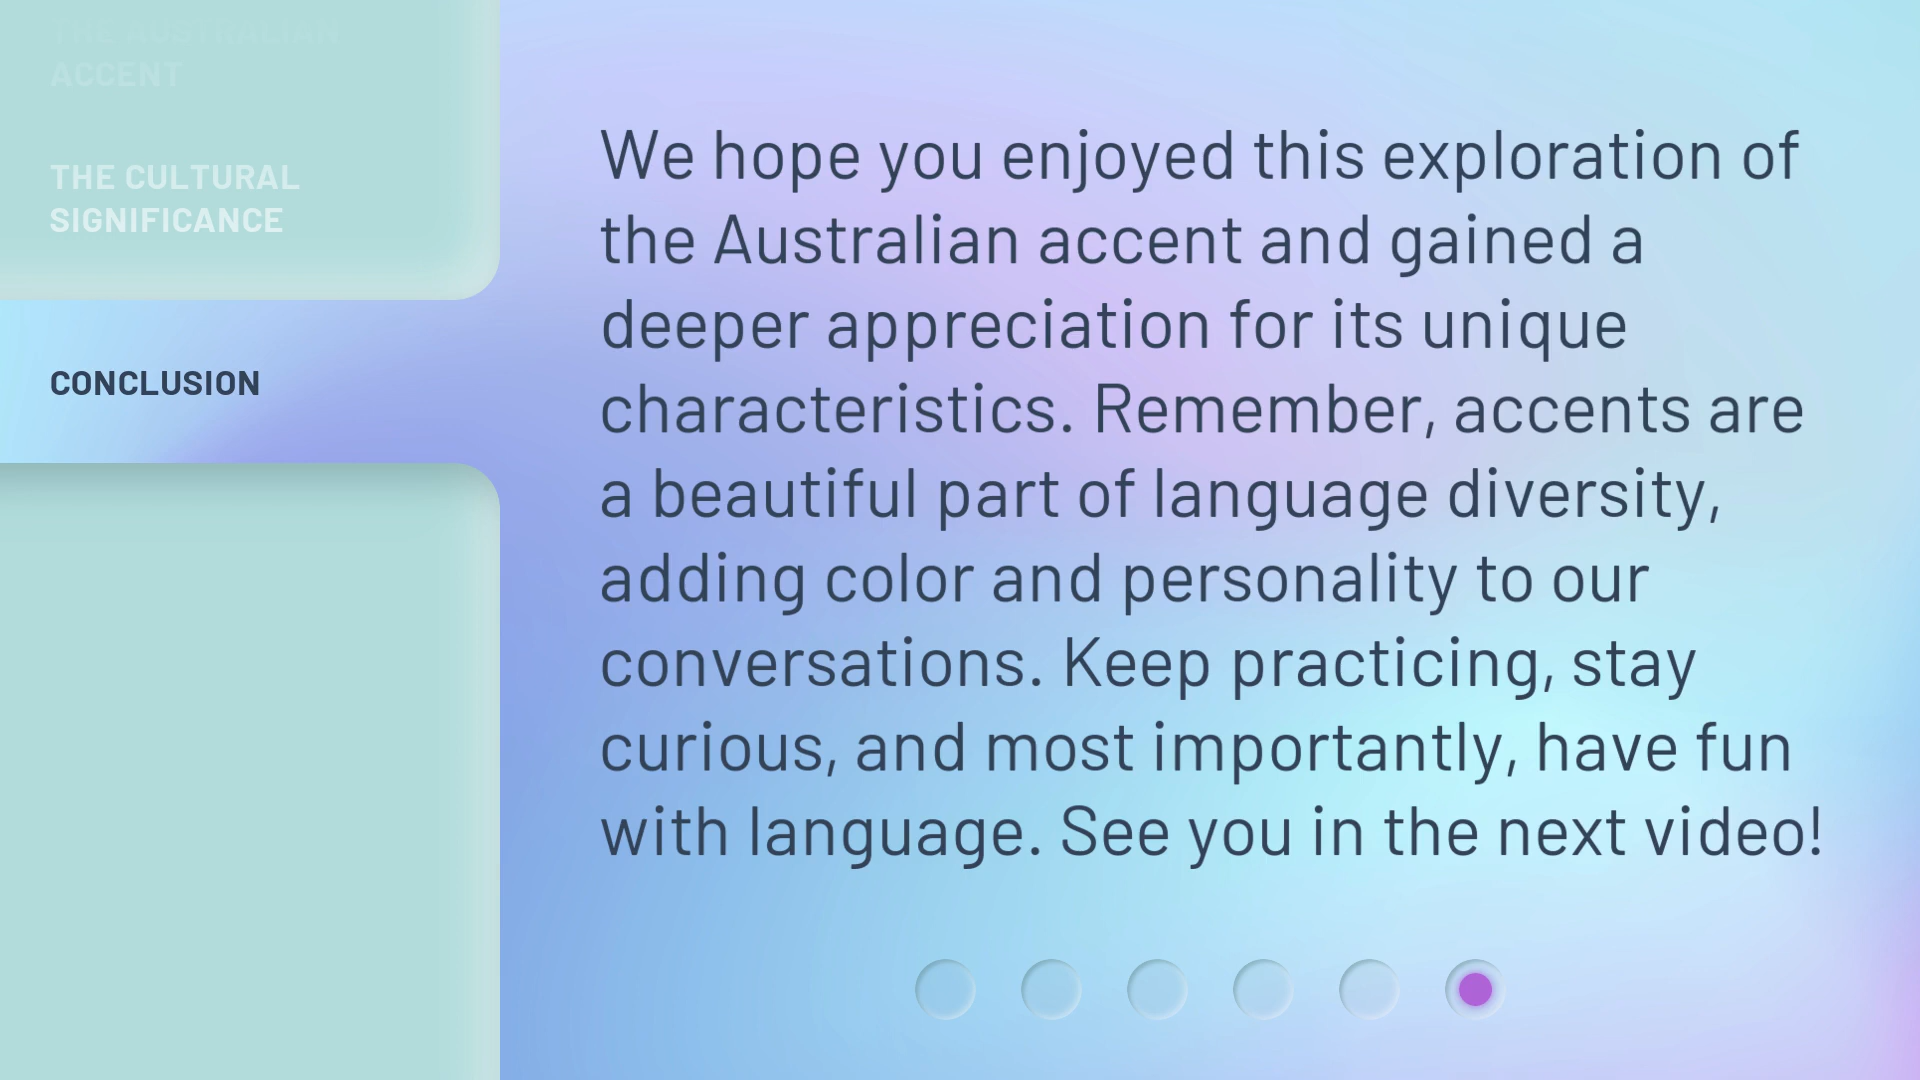 THE AUSTRALIAN
ACCENT
THE CULTURAL
SIGNIFICANCE
CONCLUSION
We hope you enjoyed this exploration of
the Australian accent and gained a
deeper appreciation for its unique
characteristics. Remember, accents are
a beautiful part of language diversity,
adding color and personality to our
conversations. Keep practicing, stay
curious, and most importantly, have fun
with language. See you in the next video!